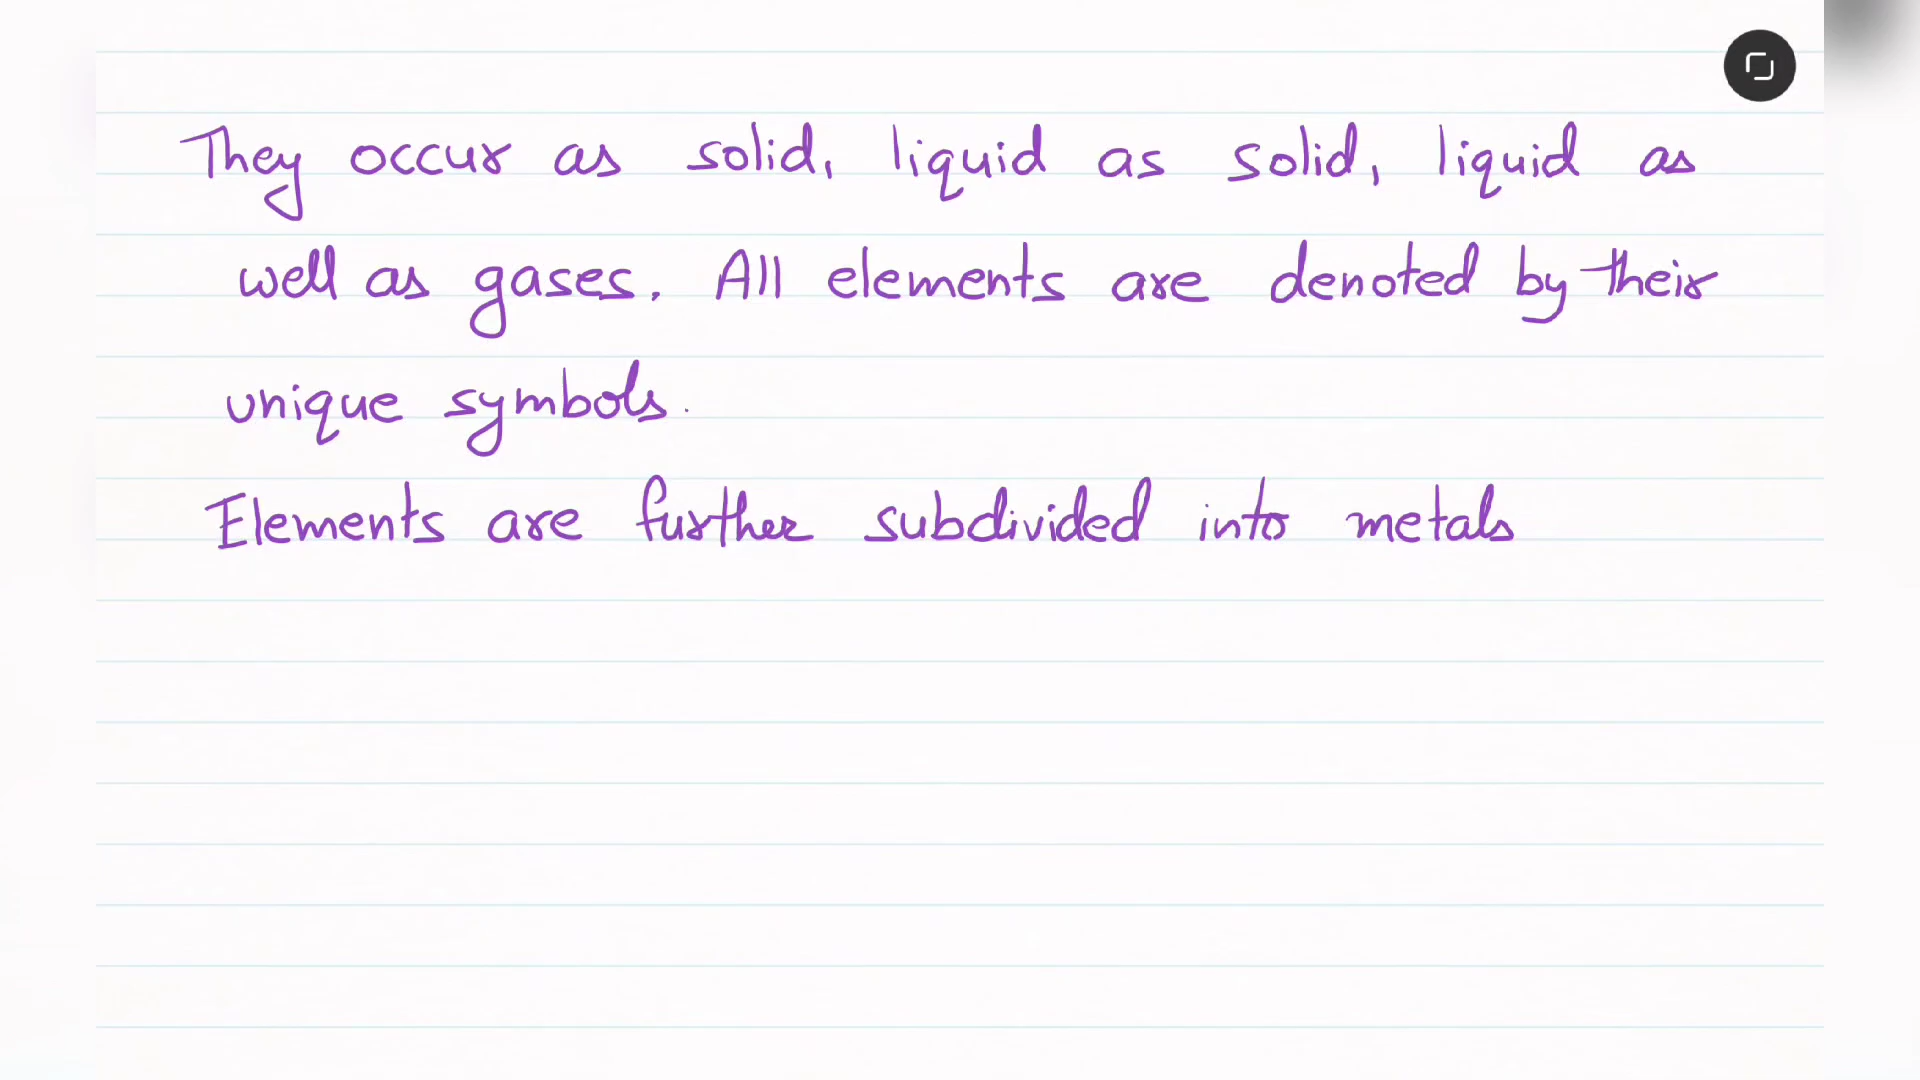 They occur as solid, liquid as solid, liquid as
well as gases. All elements are denoted by their
unique symbols.
Elements are further subdivided into metals